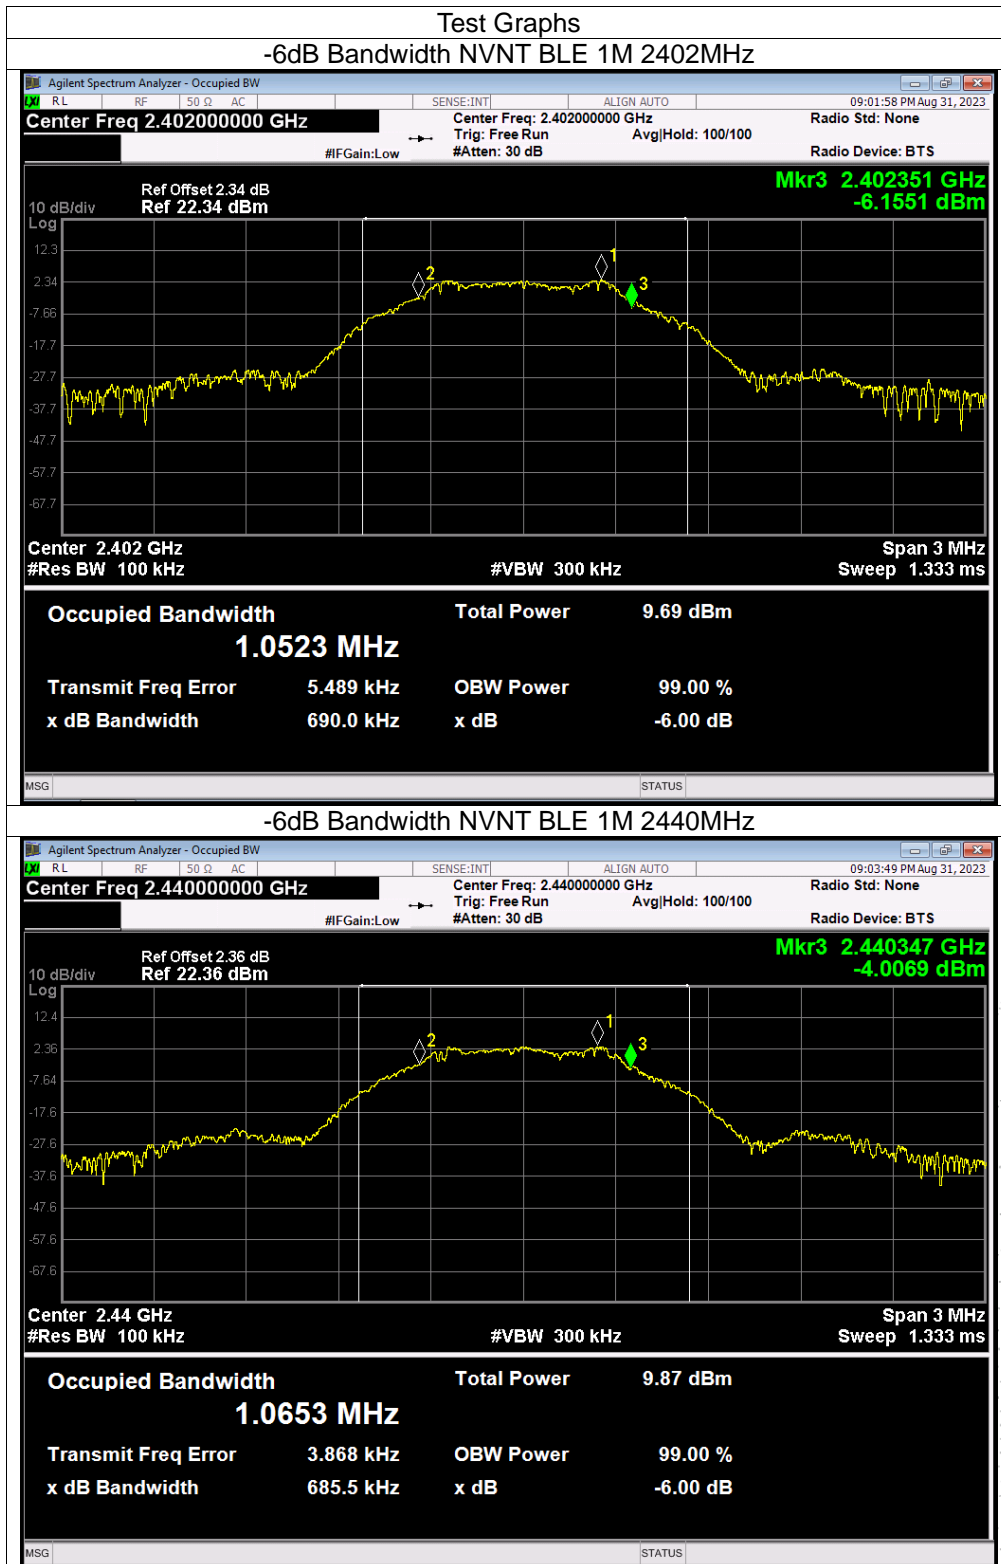 Test Graphs
-6dB Bandwidth NVNT BLE 1M 2402MHz
Agilent Spectrum Analyzer - Occupied BW
LXI RL RF 50 Ω AC SENSE:INT ALIGN AUTO 09:01:58 PM Aug 31, 2023
Center Freq 2.402000000 GHz Center Freq: 2.402000000 GHz Radio Std: None
Trig: Free Run Avg|Hold: 100/100
#IFGain:Low #Atten: 30 dB Radio Device: BTS
Mkr3 2.402351 GHz
-6.1551 dBm
Ref Offset 2.34 dB
10 dB/div Ref 22.34 dBm
Log
12.3
2.34
-7.66
-17.7
-27.7
-37.7
-47.7
-57.7
-67.7
1
2
3
Center 2.402 GHz Span 3 MHz
#Res BW 100 kHz #VBW 300 kHz Sweep 1.333 ms
Occupied Bandwidth Total Power 9.69 dBm
1.0523 MHz
Transmit Freq Error 5.489 kHz OBW Power 99.00 %
x dB Bandwidth 690.0 kHz x dB -6.00 dB
MSG STATUS
-6dB Bandwidth NVNT BLE 1M 2440MHz
Agilent Spectrum Analyzer - Occupied BW
LXI RL RF 50 Ω AC SENSE:INT ALIGN AUTO 09:03:49 PM Aug 31, 2023
Center Freq 2.440000000 GHz Center Freq: 2.440000000 GHz Radio Std: None
Trig: Free Run Avg|Hold: 100/100
#IFGain:Low #Atten: 30 dB Radio Device: BTS
Mkr3 2.440347 GHz
-4.0069 dBm
Ref Offset 2.36 dB
10 dB/div Ref 22.36 dBm
Log
12.4
2.36
-7.64
-17.6
-27.6
-37.6
-47.6
-57.6
-67.6
1
2
3
Center 2.44 GHz Span 3 MHz
#Res BW 100 kHz #VBW 300 kHz Sweep 1.333 ms
Occupied Bandwidth Total Power 9.87 dBm
1.0653 MHz
Transmit Freq Error 3.868 kHz OBW Power 99.00 %
x dB Bandwidth 685.5 kHz x dB -6.00 dB
MSG STATUS